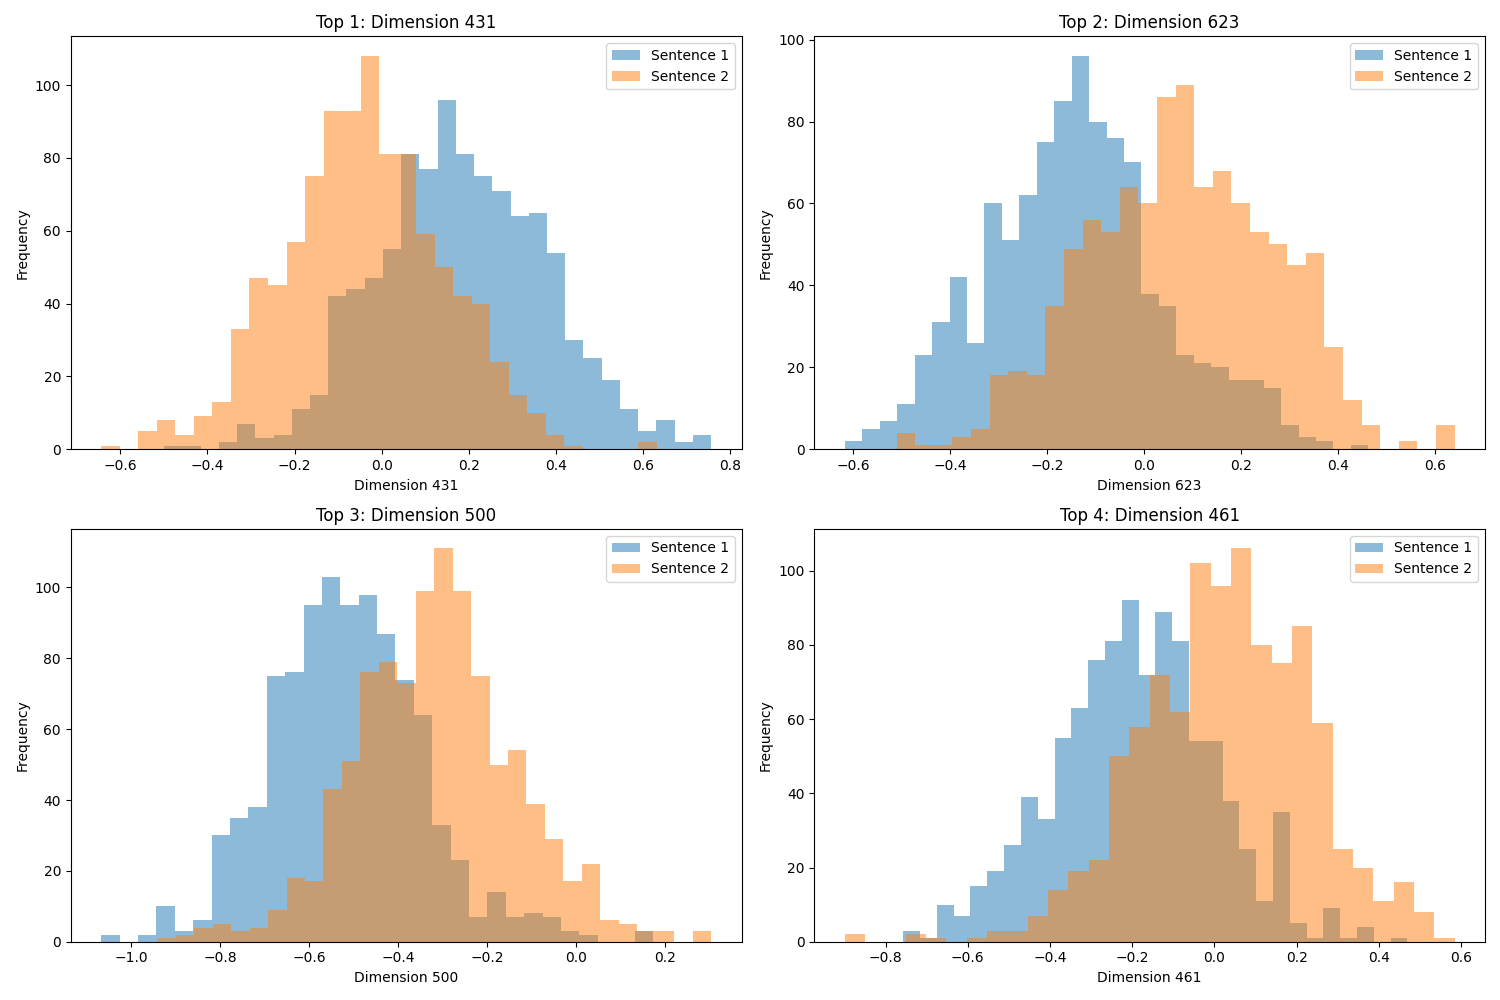 Top 1: Dimension 431
Sentence 1
Sentence 2
Frequency
100
80
60
40
20
0
−0.6 −0.4 −0.2 0.0 0.2 0.4 0.6 0.8
Dimension 431
Top 2: Dimension 623
Sentence 1
Sentence 2
Frequency
100
80
60
40
20
0
−0.6 −0.4 −0.2 0.0 0.2 0.4 0.6
Dimension 623
Top 3: Dimension 500
Sentence 1
Sentence 2
Frequency
100
80
60
40
20
0
−1.0 −0.8 −0.6 −0.4 −0.2 0.0 0.2
Dimension 500
Top 4: Dimension 461
Sentence 1
Sentence 2
Frequency
100
80
60
40
20
0
−0.8 −0.6 −0.4 −0.2 0.0 0.2 0.4 0.6
Dimension 461